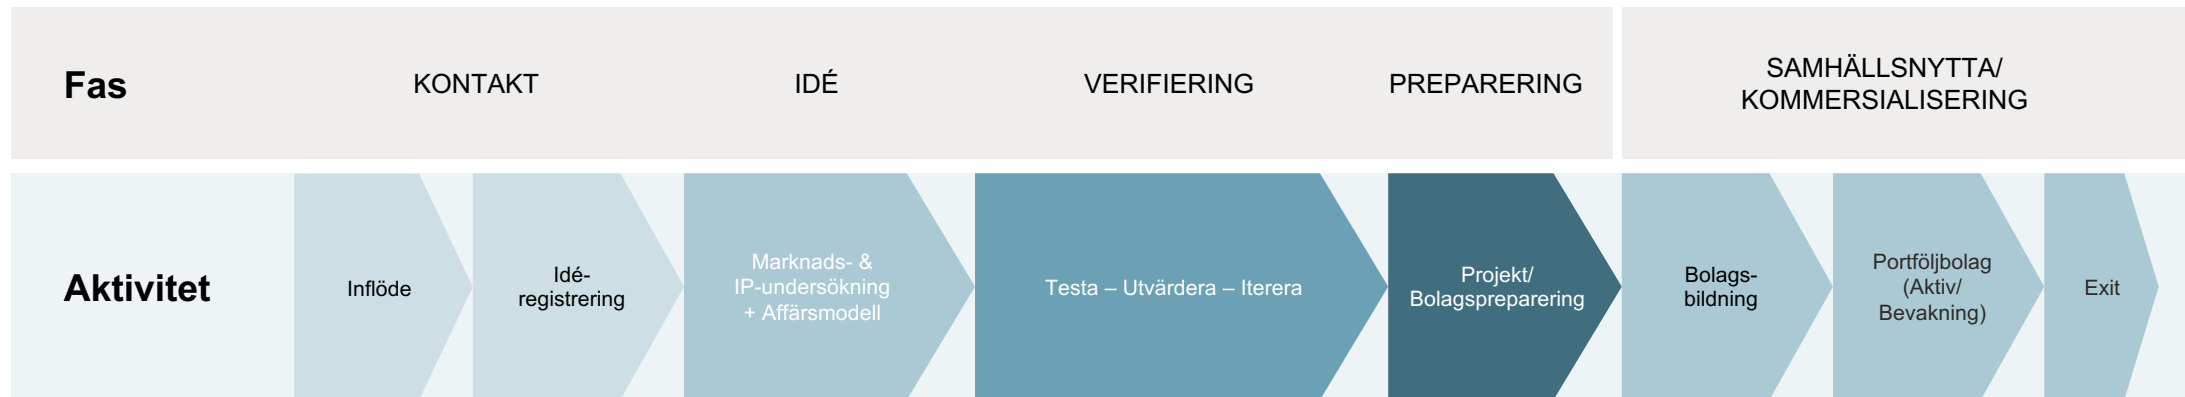 Fas
KONTAKT
IDÉ
VERIFIERING
PREPARERING
SAMHÄLLSNYTTA/
KOMMERSIALISERING
Aktivitet
Inflöde
Idé-
registrering
Marknads- &
IP-undersökning
+ Affärsmodell
Testa – Utvärdera – Iterera
Projekt/
Bolagspreparering
Bolags-
bildning
Portföljbolag
(Aktiv/
Bevakning)
Exit